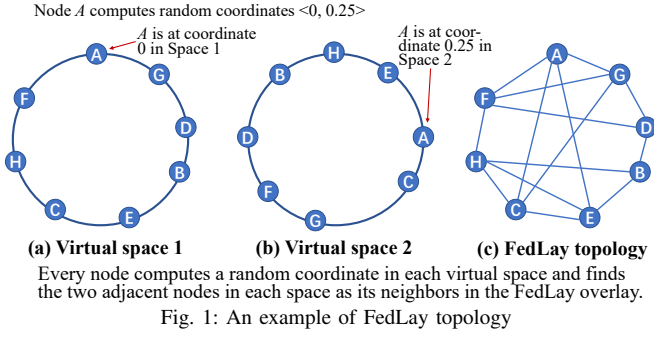 Node A computes random coordinates <0, 0.25>
A is at coordinate
0 in Space 1
A is at coor-
dinate 0.25 in
Space 2
A
G
D
B
E
C
H
F
H
E
A
C
G
F
D
B
A
G
D
B
E
C
H
F
(a) Virtual space 1
(b) Virtual space 2
(c) FedLay topology
Every node computes a random coordinate in each virtual space and finds
the two adjacent nodes in each space as its neighbors in the FedLay overlay.
Fig. 1: An example of FedLay topology